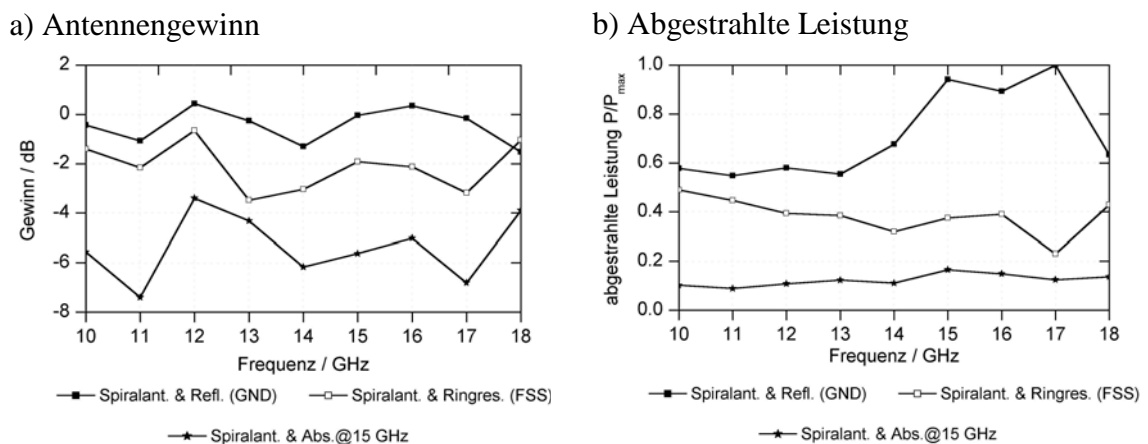 a) Antennengewinn
2
0
-2
-4
-6
-8
Gewinn / dB
10 11 12 13 14 15 16 17 18
Frequenz / GHz
Spiralant. & Refl. (GND) Spiralant. & Ringres. (FSS)
Spiralant. & Abs.@15 GHz
b) Abgestrahlte Leistung
1.0
0.8
0.6
0.4
0.2
0.0
abgestrahlte Leistung P/Pmax
10 11 12 13 14 15 16 17 18
Frequenz / GHz
Spiralant. & Refl. (GND) Spiralant. & Ringres. (FSS)
Spiralant. & Abs.@15 GHz